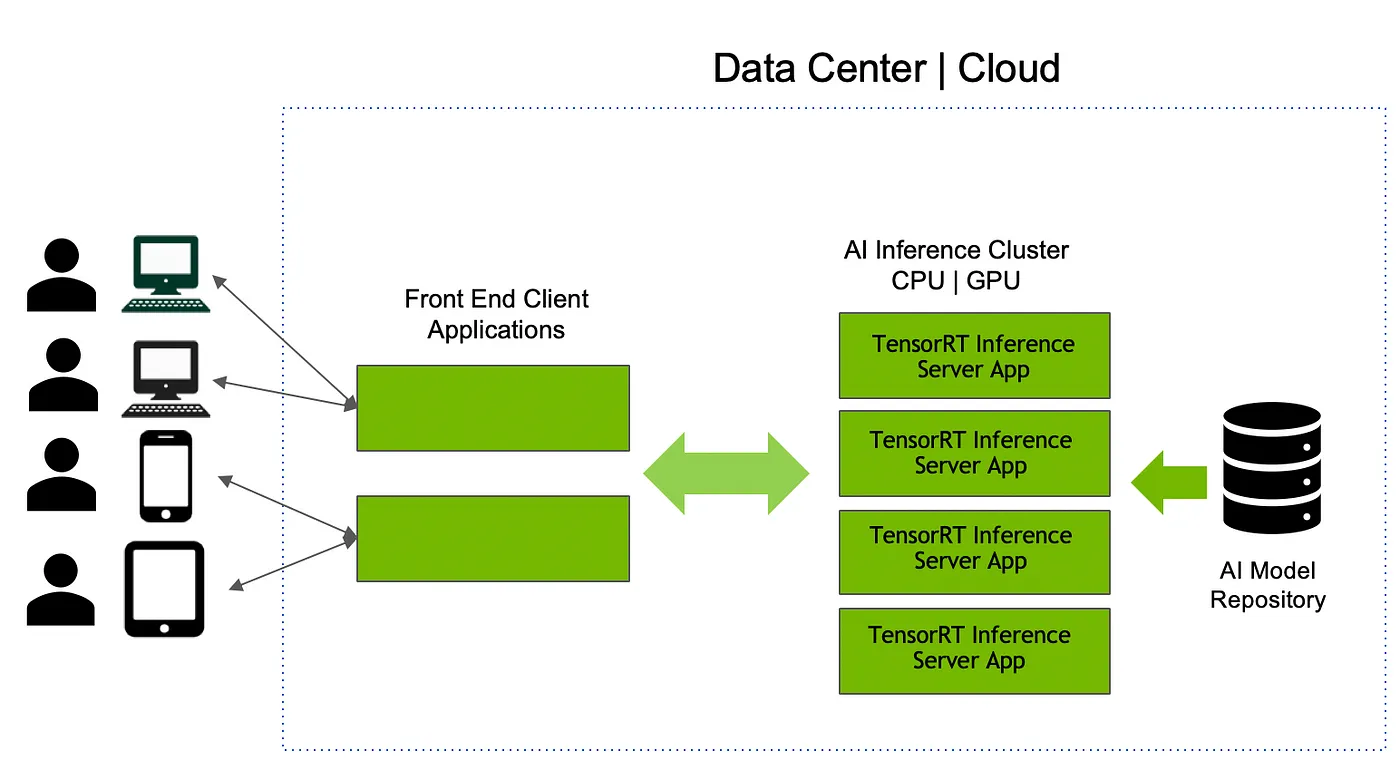 Data Center | Cloud
Front End Client
Applications
AI Inference Cluster
CPU | GPU
TensorRT Inference
Server App
TensorRT Inference
Server App
TensorRT Inference
Server App
TensorRT Inference
Server App
AI Model
Repository